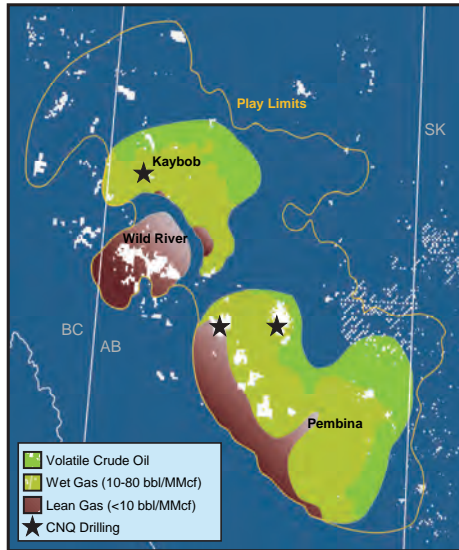 Play Limits
SK
Kaybob
Wild River
BC
AB
Pembina
Volatile Crude Oil
Wet Gas (10-80 bbl/MMcf)
Lean Gas (<10 bbl/MMcf)
CNQ Drilling